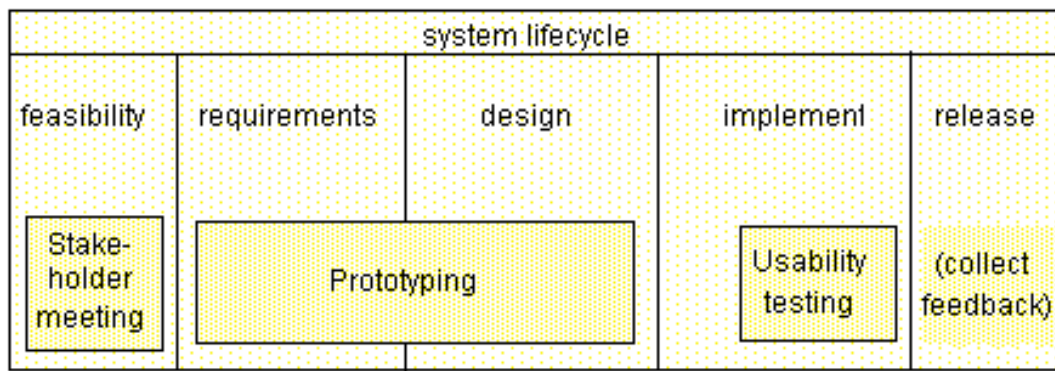 system lifecycle
feasibility
requirements
design
implement
release
Stake-
holder
meeting
Prototyping
Usability
testing
(collect
feedback)